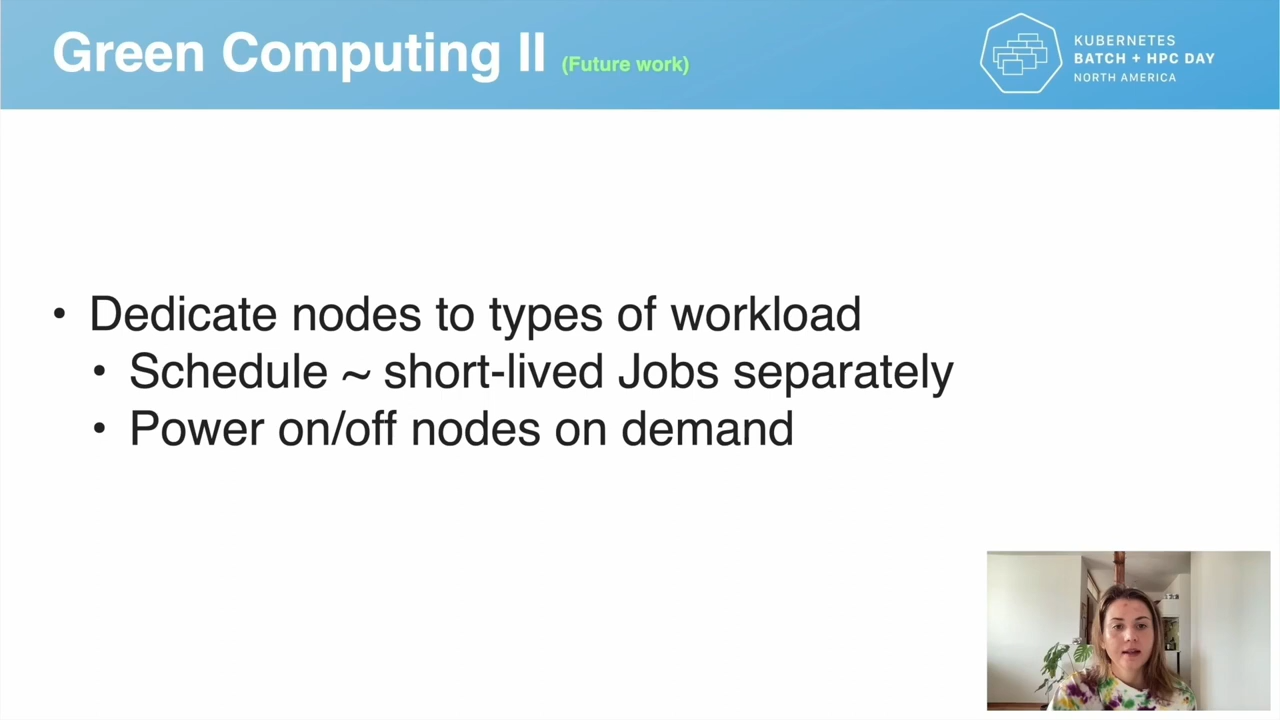 Green Computing II (Future work)
KUBERNETES
BATCH + HPC DAY
NORTH AMERICA
• Dedicate nodes to types of workload
• Schedule ~ short-lived Jobs separately
• Power on/off nodes on demand